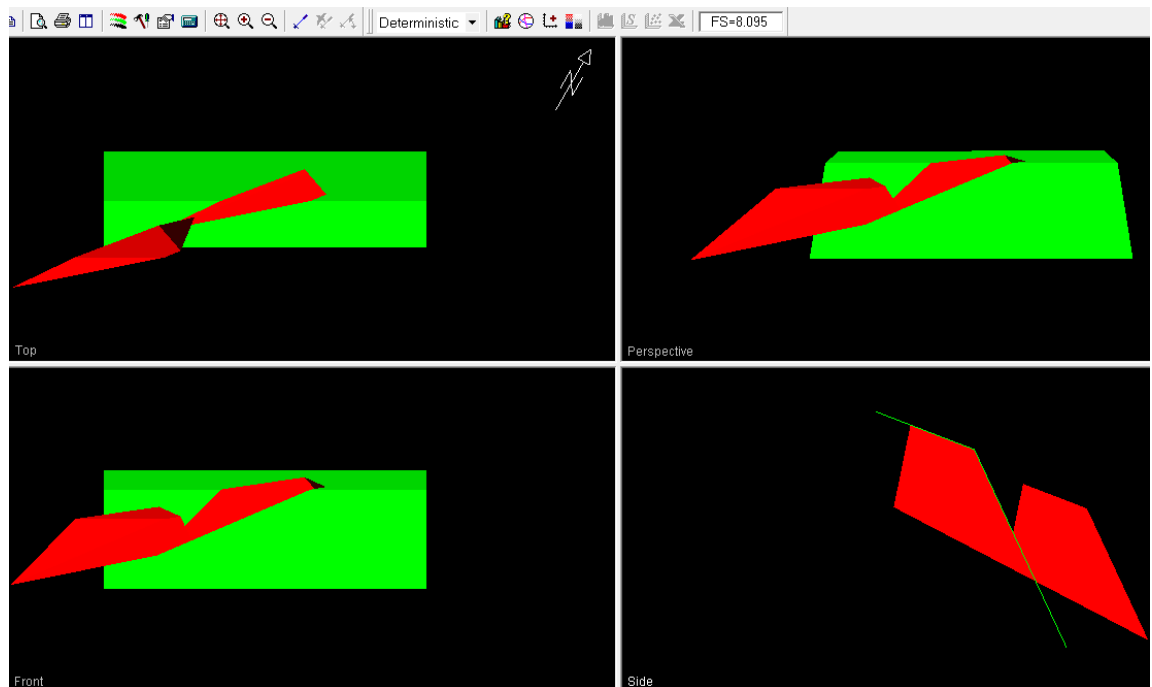 Deterministic
FS=8.095
N
Top
Perspective
Front
Side